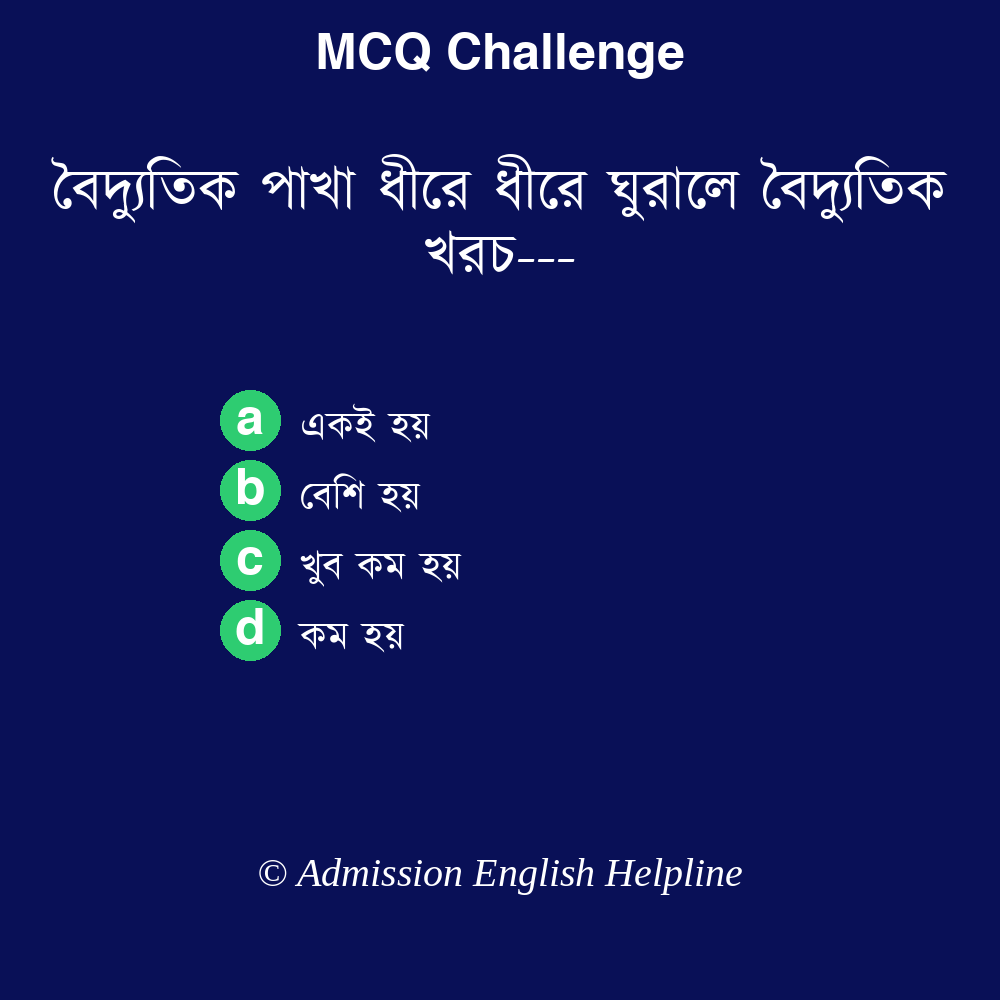 MCQ Challenge
বৈদ্যুতিক পাখা ধীরে ধীরে ঘুরালে বৈদ্যুতিক
খরচ---
a একই হয়
b বেশি হয়
c খুব কম হয়
d কম হয়
© Admission English Helpline